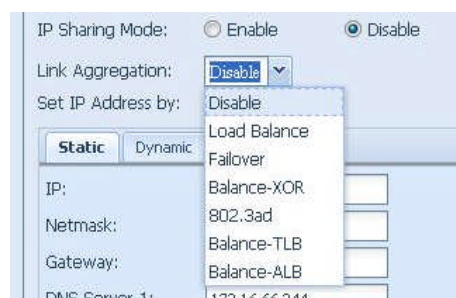 IP Sharing Mode: Enable Disable
Link Aggregation: Disable
Set IP Address by: Disable
Load Balance
Static Dynamic Failover
IP: Balance-XOR
Netmask: 802.3ad
Balance-TLB
Gateway: Balance-ALB